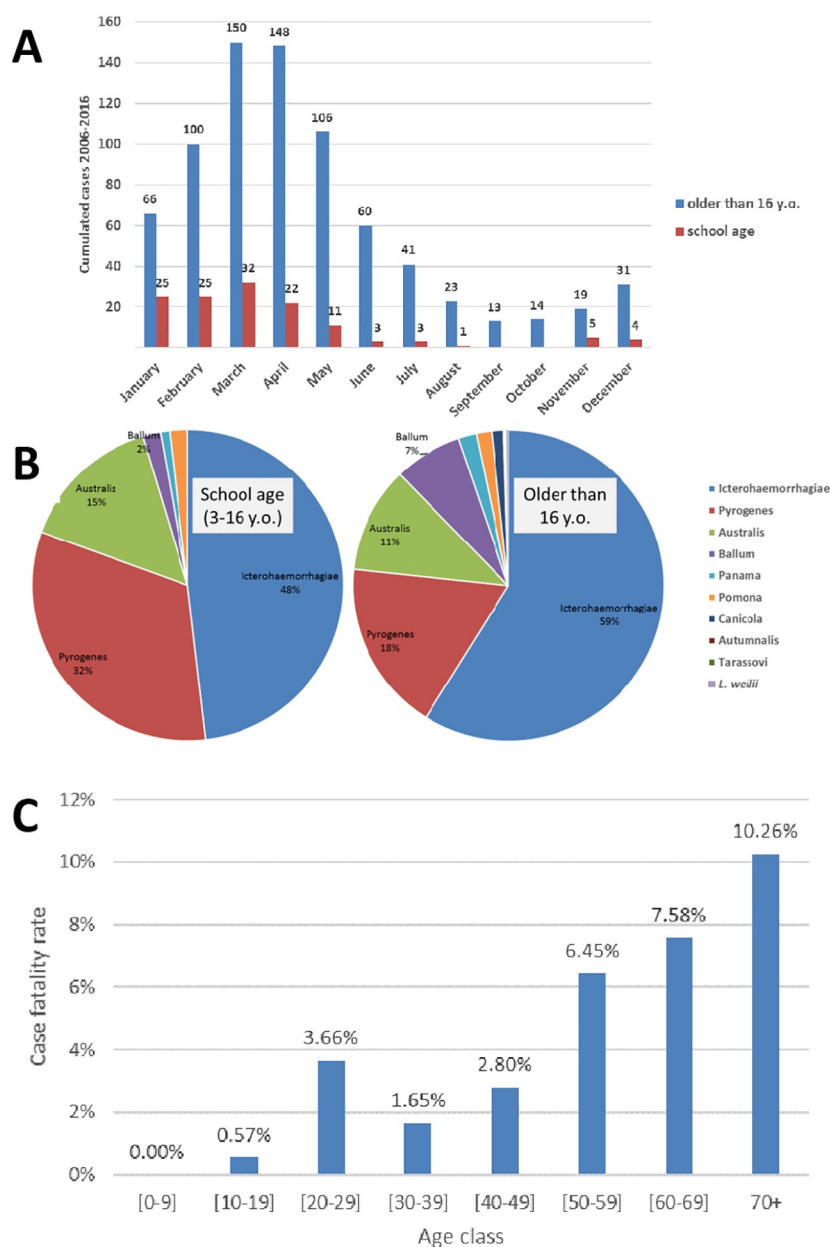 A
Cumulated cases 2006-2016
160
140
120
100
80
60
40
20
66
100
150
148
106
60
41
23
13
14
19
31
25
25
32
22
11
3
3
1
5
4
January
February
March
April
May
June
July
August
September
October
November
December
older than 16 y.o.
school age
B
Ballum
2%
Australis
15%
School age
(3-16 y.o.)
Icterohaemorrhagiae
48%
Pyrogenes
32%
Ballum
7%
Australis
11%
Older than
16 y.o.
Icterohaemorrhagiae
59%
Pyrogenes
18%
Icterohaemorrhagiae
Pyrogenes
Australis
Ballum
Panama
Pomona
Canicola
Autumnalis
Tarassovi
L. weilii
C
Case fatality rate
12%
10%
8%
6%
4%
2%
0%
0.00%
0.57%
3.66%
1.65%
2.80%
6.45%
7.58%
10.26%
[0-9]
[10-19]
[20-29]
[30-39]
[40-49]
[50-59]
[60-69]
70+
Age class